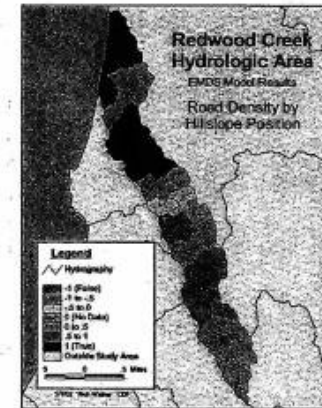 Redwood Creek
Hydrologic Area
EMDS Model Results
Road Density by
Hillslope Position
Legend
Hydrography
-1 (False)
-1 to -.5
-.5 to 0
0 (No Data)
0 to .5
.5 to 1
1 (True)
Outside Study Area
5 0 5 Miles